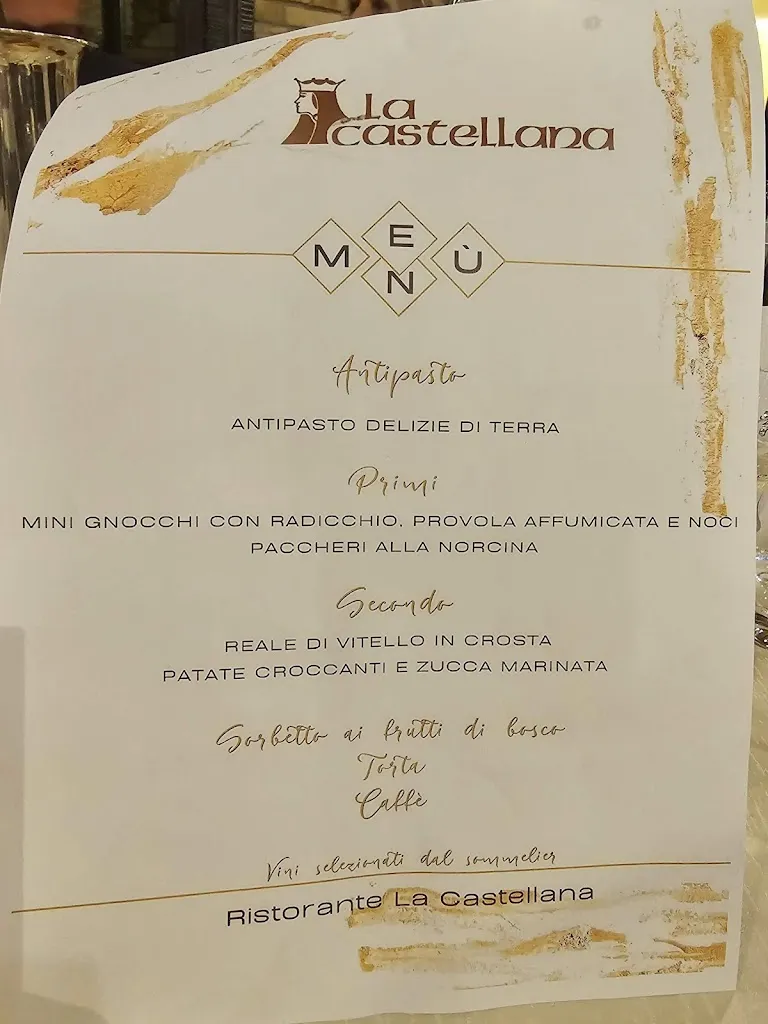 La
castellana
MENÙ
Antipasto
ANTIPASTO DELIZIE DI TERRA
Primi
MINI GNOCCHI CON RADICCHIO, PROVOLA AFFUMICATA E NOCI
PACCHERI ALLA NORCINA
Secondo
REALE DI VITELLO IN CROSTA
PATATE CROCCANTI E ZUCCA MARINATA
Sorbetto ai frutti di bosco
Torta
Caffè
Vini selezionati dal sommelier
Ristorante La Castellana